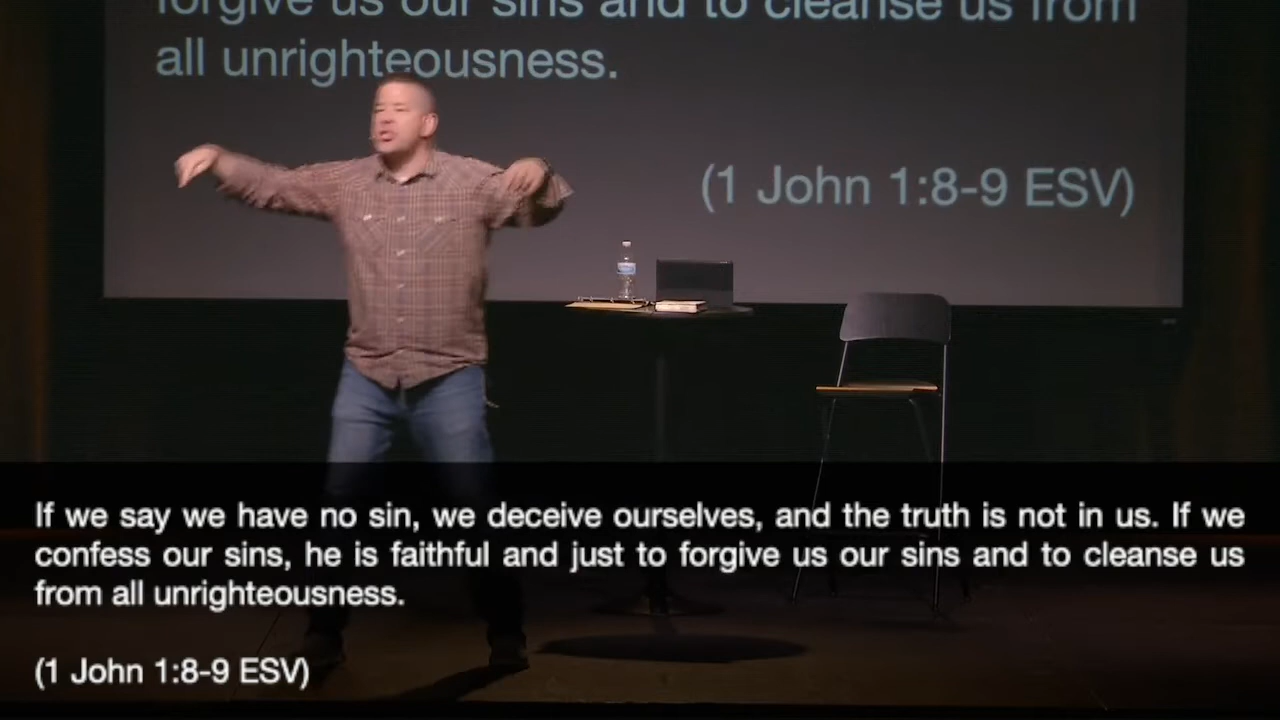 forgive us our sins and to cleanse us from
all unrighteousness.
(1 John 1:8-9 ESV)
If we say we have no sin, we deceive ourselves, and the truth is not in us. If we
confess our sins, he is faithful and just to forgive us our sins and to cleanse us
from all unrighteousness.
(1 John 1:8-9 ESV)